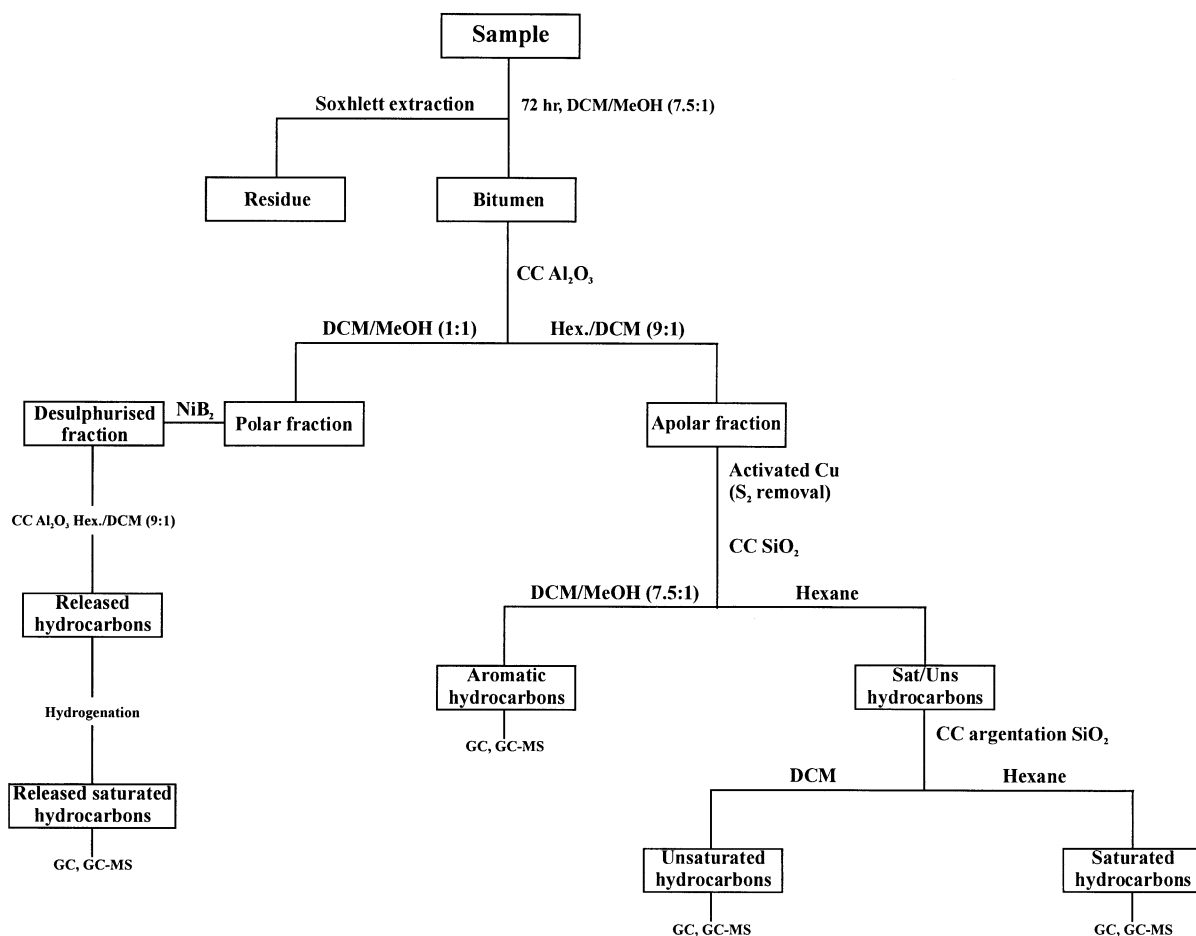 Sample
Soxhlett extraction
72 hr, DCM/MeOH (7.5:1)
Residue
Bitumen
CC Al₂O₃
DCM/MeOH (1:1)
Hex./DCM (9:1)
Desulphurised
fraction
NiB₂
Polar fraction
Apolar fraction
Activated Cu
(S₂ removal)
CC Al₂O₃ Hex./DCM (9:1)
CC SiO₂
DCM/MeOH (7.5:1)
Hexane
Released
hydrocarbons
Aromatic
hydrocarbons
Sat/Uns
hydrocarbons
Hydrogenation
GC, GC-MS
CC argentation SiO₂
DCM
Hexane
Released saturated
hydrocarbons
GC, GC-MS
Unsaturated
hydrocarbons
Saturated
hydrocarbons
GC, GC-MS
GC, GC-MS